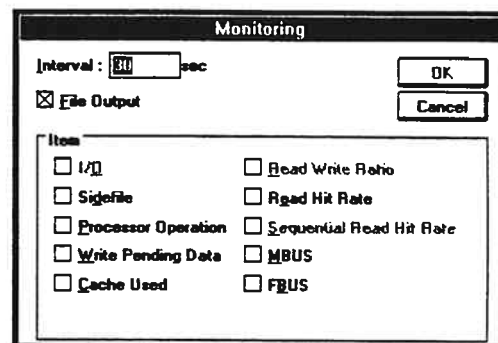 Monitoring
Interval : 30 sec
OK
File Output
Cancel
Item
I/O
Read Write Ratio
Sidefile
Read Hit Rate
Processor Operation
Sequential Read Hit Rate
Write Pending Data
MBUS
Cache Used
FBUS